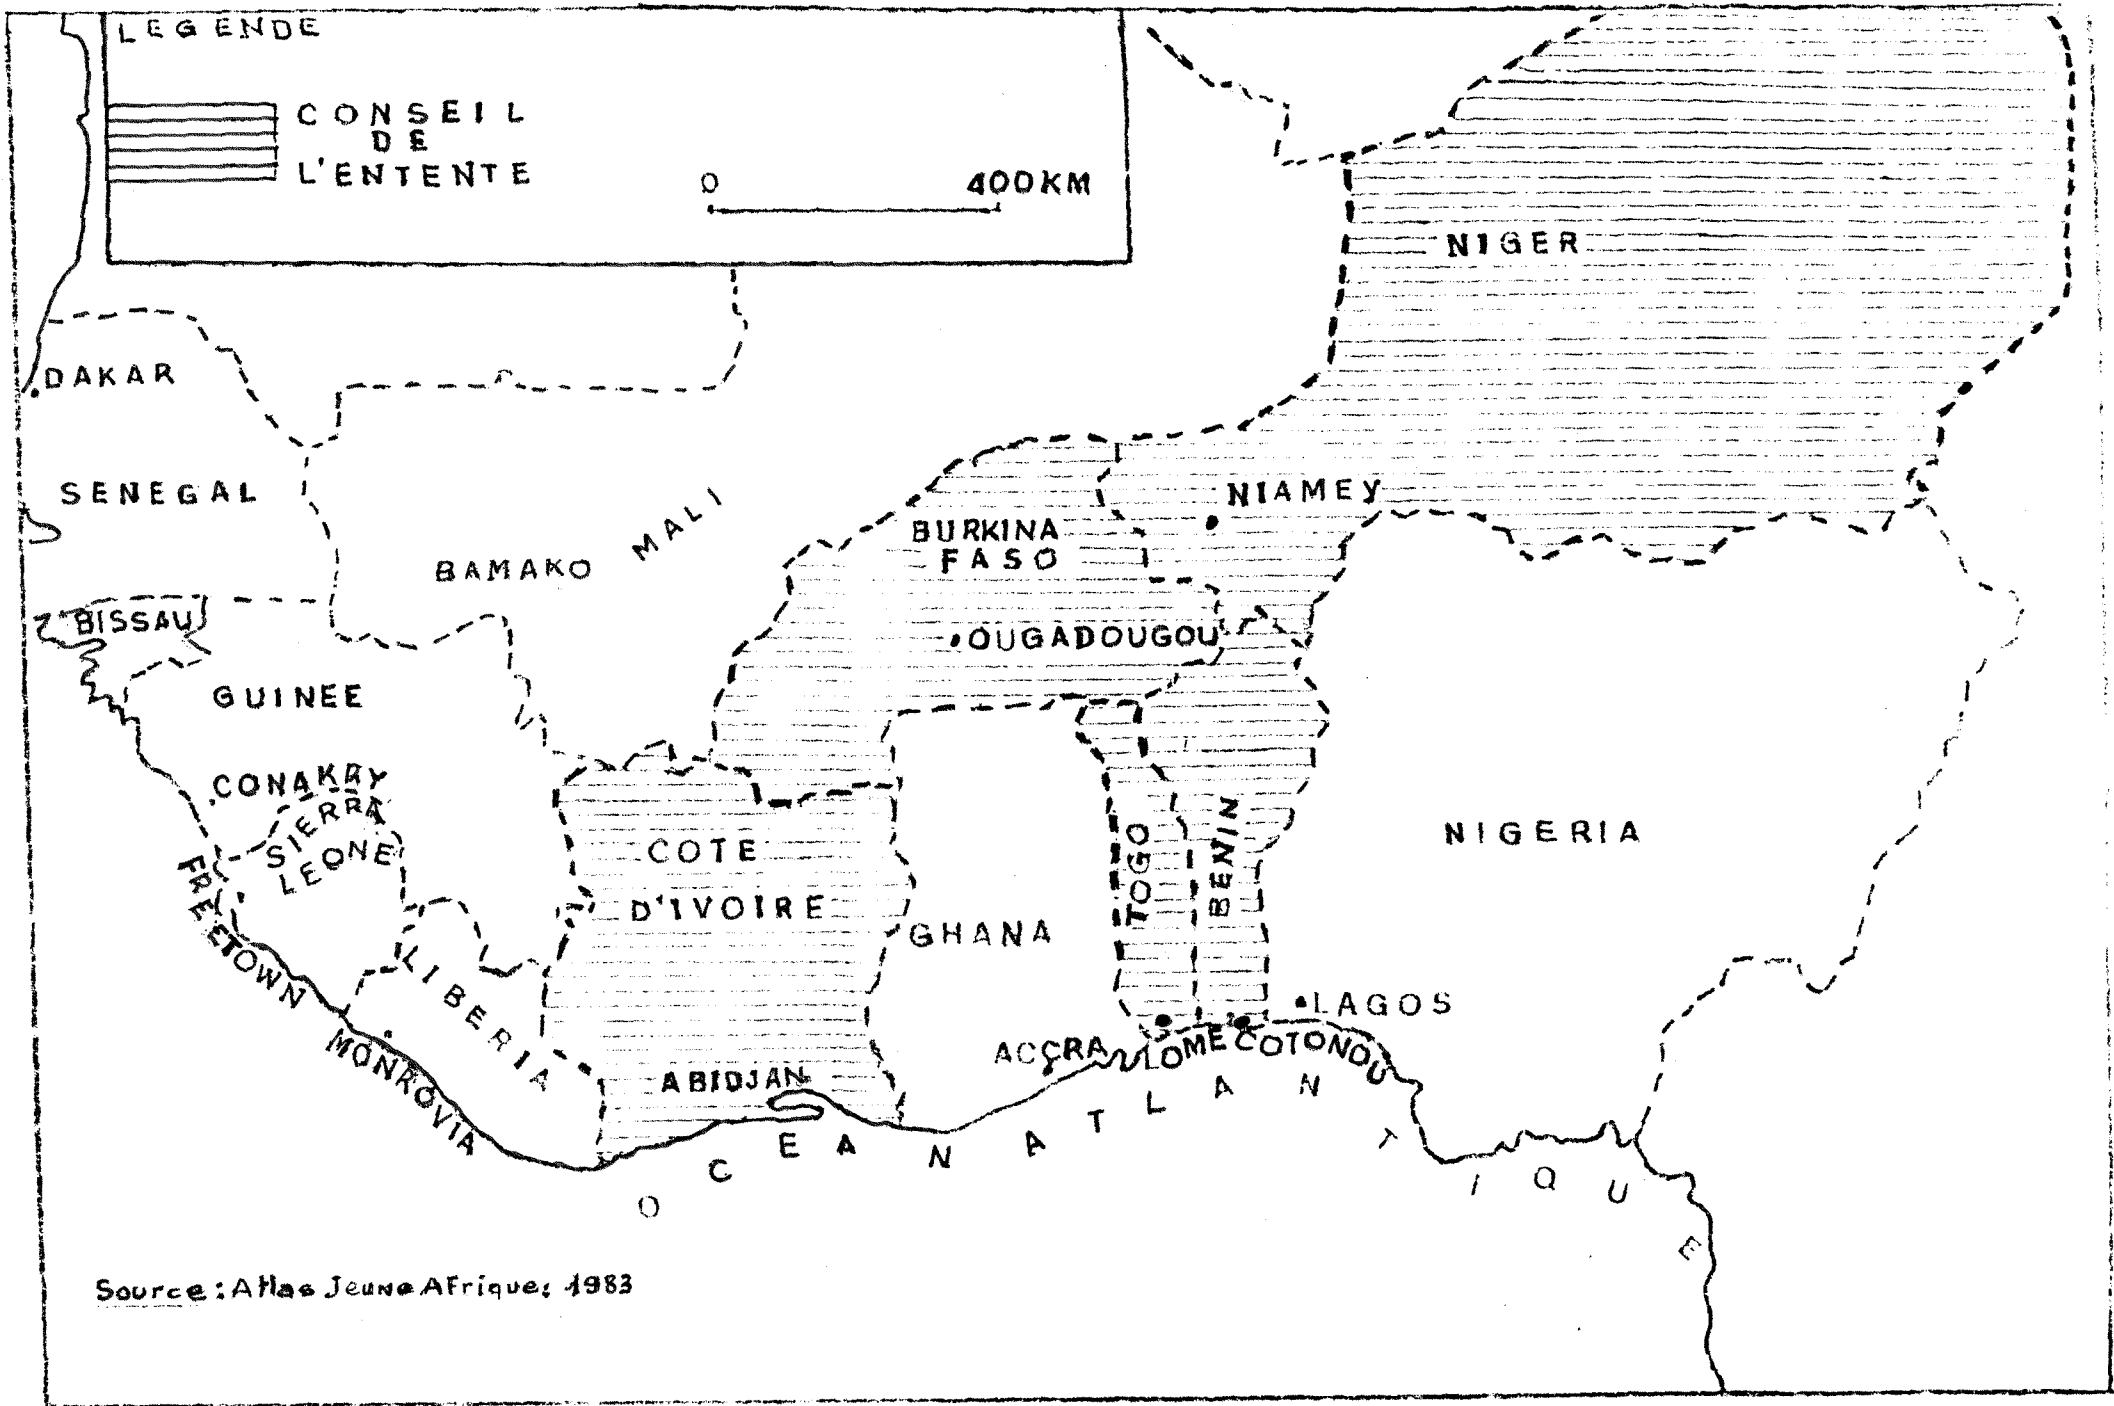 LEGENDE
CONSEIL
DE
L'ENTENTE
0 400KM
NIGER
DAKAR
SENEGAL
MALI
BAMAKO
NIAMEY
BURKINA
FASO
OUGADOUGOU
BISSAU
GUINEE
CONAKRY
SIERRA
LEONE
FREETOWN
LIBERIA
MONROVIA
COTE
D'IVOIRE
ABIDJAN
GHANA
ACCRA
TOGO
LOME
BENIN
COTONOU
NIGERIA
LAGOS
OCEAN ATLANTIQUE
Source: Atlas Jeune Afrique: 1983